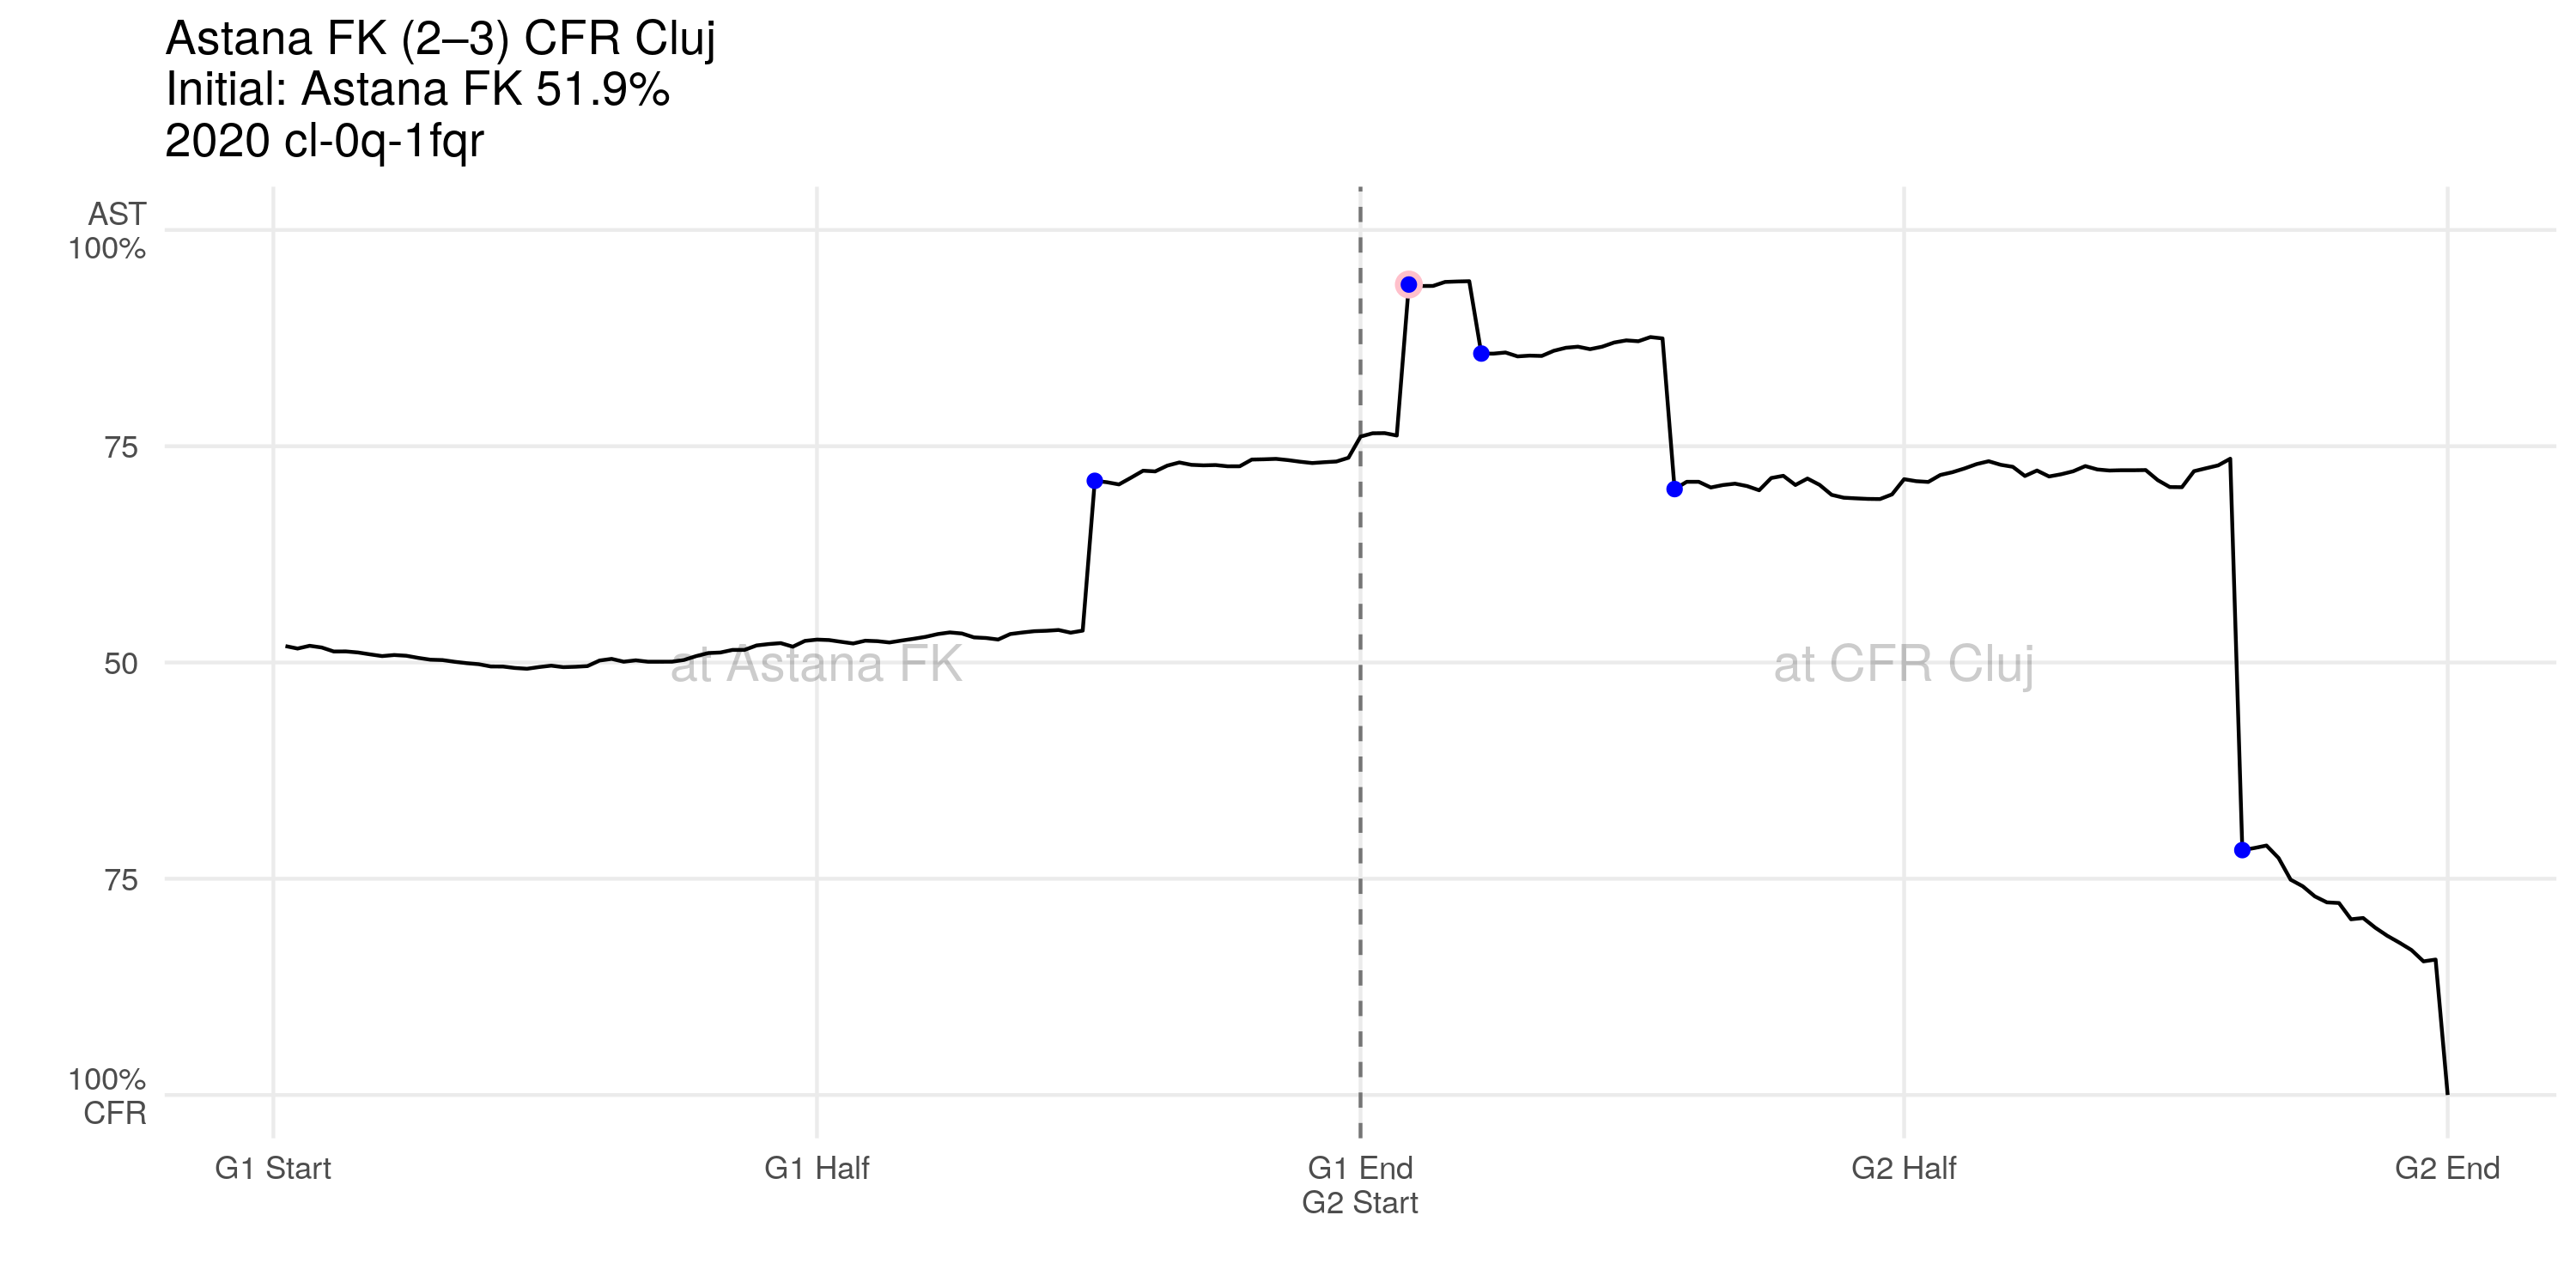 Astana FK (2–3) CFR Cluj
Initial: Astana FK 51.9%
2020 cl-0q-1fqr
AST
100%
75
50
75
100%
CFR
at Astana FK
at CFR Cluj
G1 Start
G1 Half
G1 End
G2 Start
G2 Half
G2 End